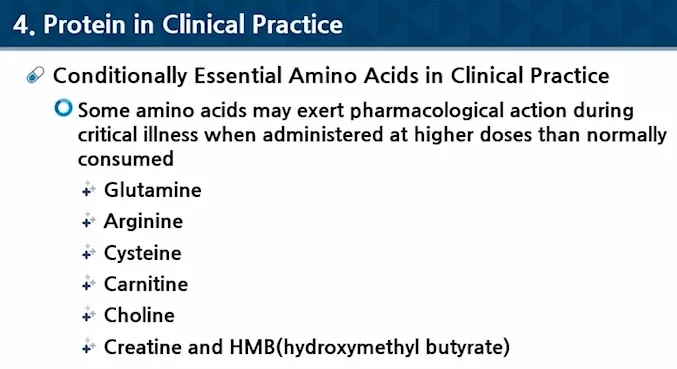 4. Protein in Clinical Practice
Conditionally Essential Amino Acids in Clinical Practice
Some amino acids may exert pharmacological action during
critical illness when administered at higher doses than normally
consumed
Glutamine
Arginine
Cysteine
Carnitine
Choline
Creatine and HMB(hydroxymethyl butyrate)